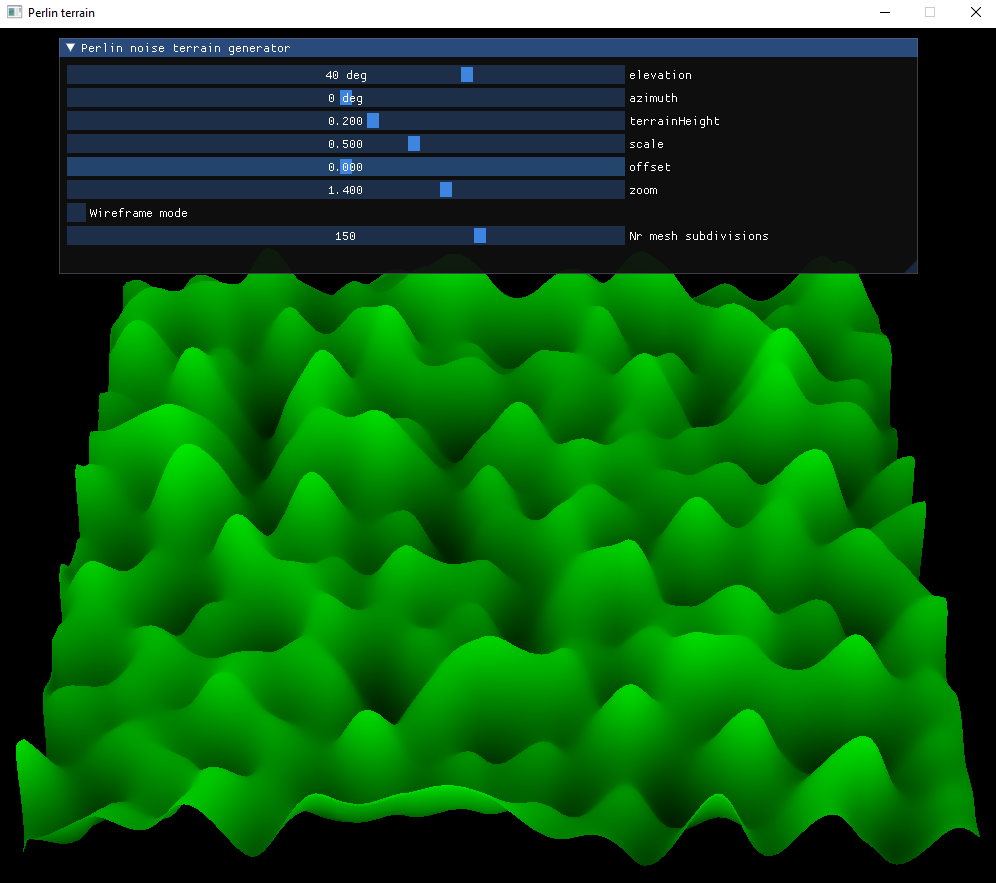 Perlin terrain
Perlin noise terrain generator
40 deg elevation
0 deg azimuth
0.200 terrainHeight
0.500 scale
0.000 offset
1.400 zoom
Wireframe mode
150 Nr mesh subdivisions